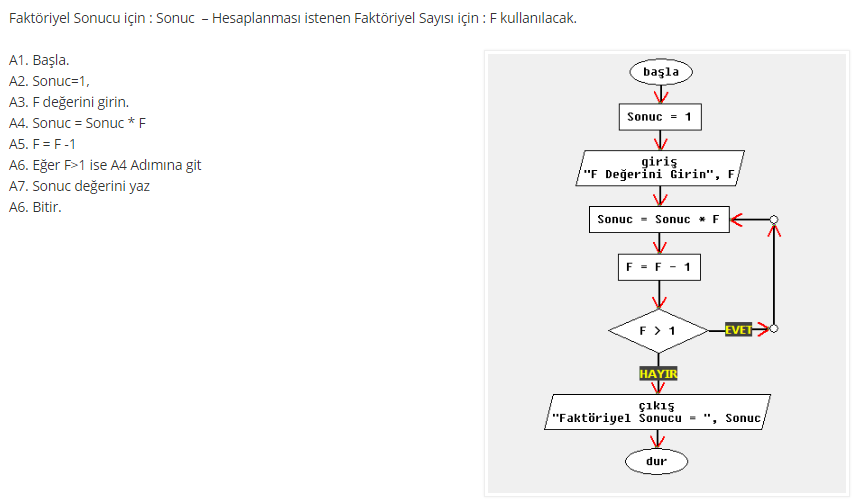 Faktöriyel Sonucu için : Sonuc – Hesaplanması istenen Faktöriyel Sayısı için : F kullanılacak.
A1. Başla.
A2. Sonuc=1,
A3. F değerini girin.
A4. Sonuc = Sonuc * F
A5. F = F -1
A6. Eğer F>1 ise A4 Adımına git
A7. Sonuc değerini yaz
A6. Bitir.
başla
Sonuc = 1
giriş
"F Değerini Girin", F
Sonuc = Sonuc * F
F = F - 1
F > 1
EVET
HAYIR
çıkış
"Faktöriyel Sonucu = ", Sonuc
dur